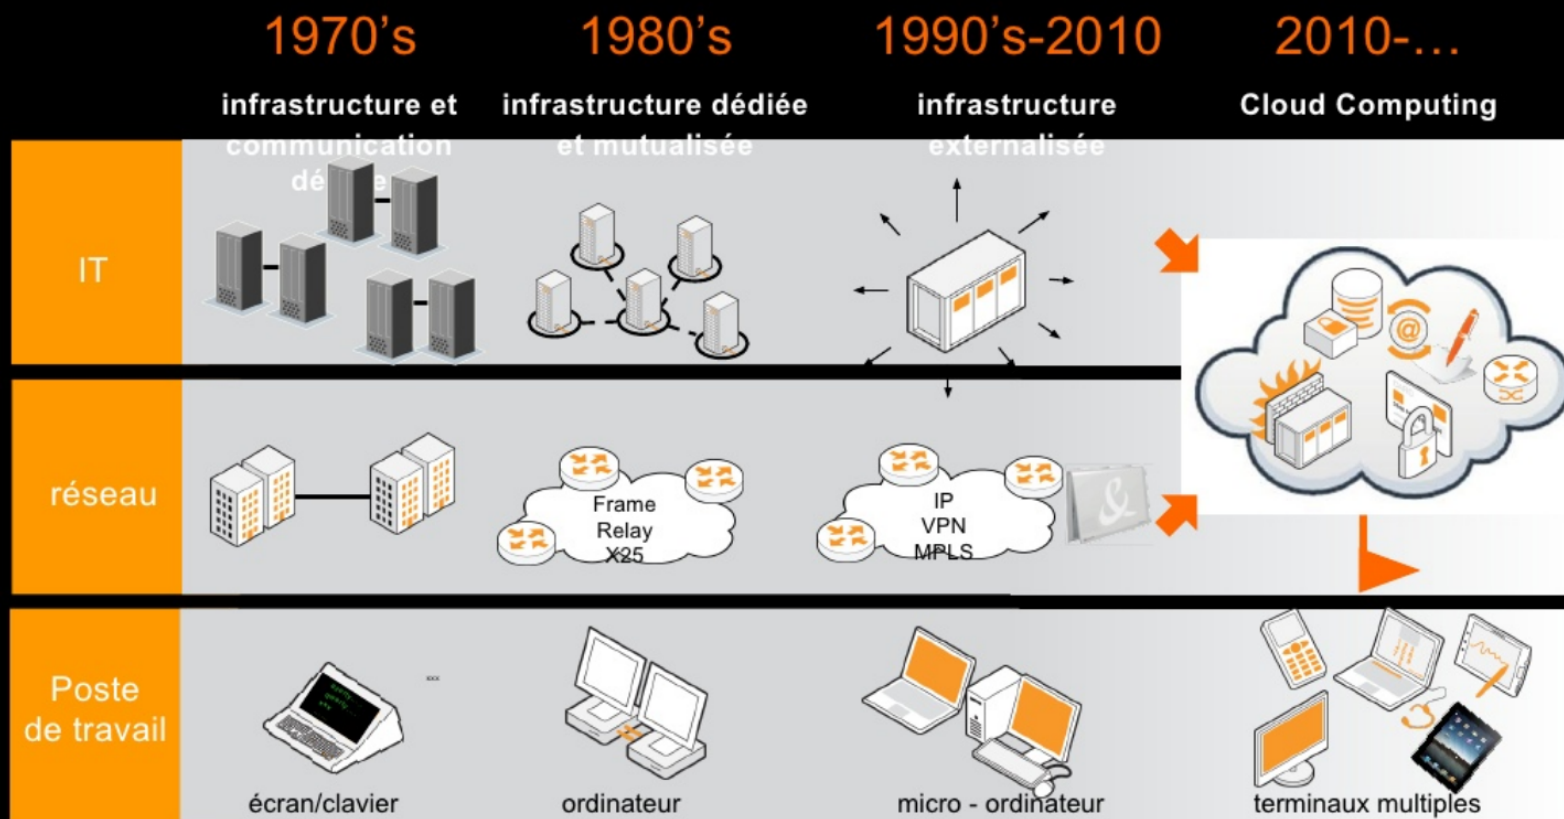 1970's
1980's
1990's-2010
2010-...
infrastructure et
communication
infrastructure dédiée
et mutualisée
infrastructure
externalisée
Cloud Computing
IT
@
réseau
Frame
Relay
X25
IP
VPN
MPLS
&
Poste
de travail
écran/clavier
ordinateur
micro - ordinateur
terminaux multiples